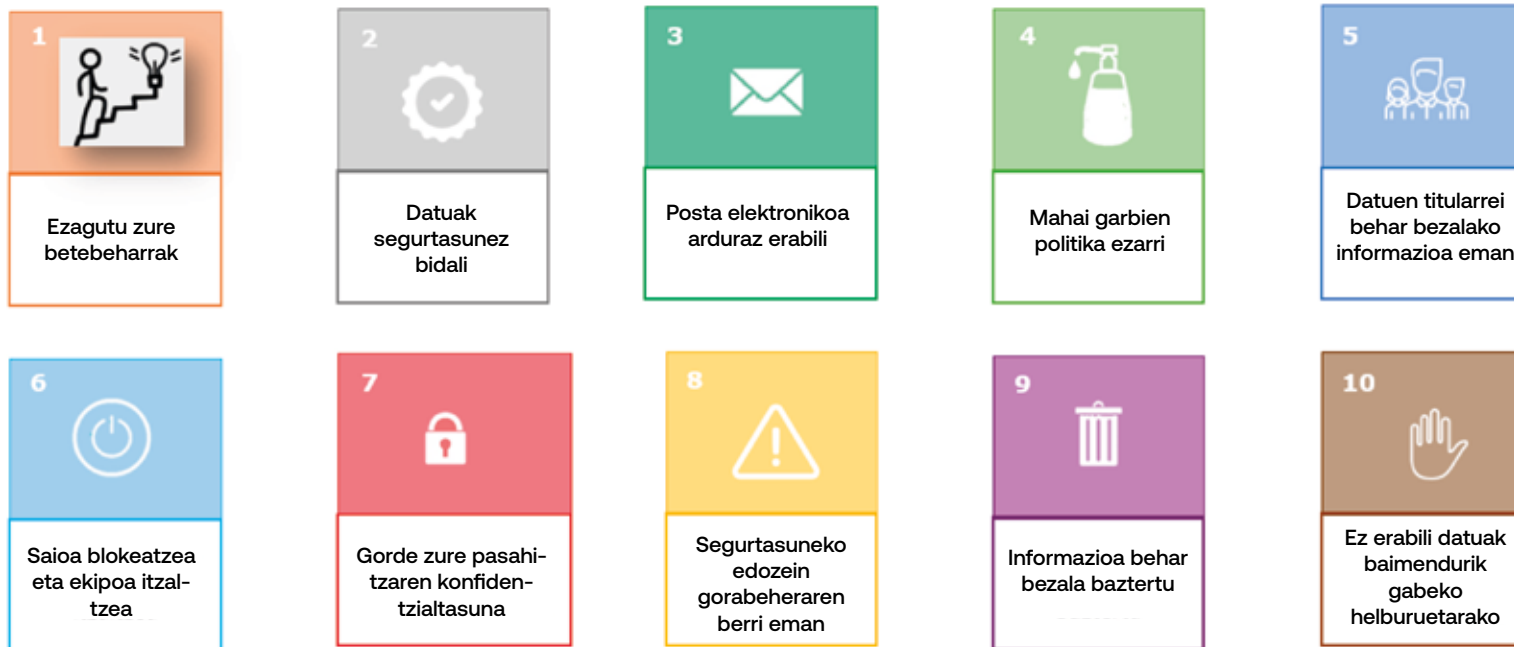 1
Ezagutu zure
betebeharrak
2
Datuak
segurtasunez
bidali
3
Posta elektronikoa
arduraz erabili
4
Mahai garbien
politika ezarri
5
Datuen titularrei
behar bezalako
informazioa eman
6
Saioa blokeatzea
eta ekipoa itzal-
tzea
7
Gorde zure pasahi-
tzaren konfiden-
tzialtasuna
8
Segurtasuneko
edozein
gorabeheraren
berri eman
9
Informazioa behar
bezala baztertu
10
Ez erabili datuak
baimendurik
gabeko
helburuetarako